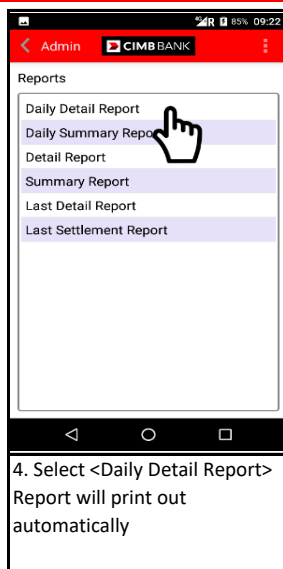 R 85% 09:22
Admin CIMB BANK
Reports
Daily Detail Report
Daily Summary Repo
Detail Report
Summary Report
Last Detail Report
Last Settlement Report
4. Select <Daily Detail Report>
Report will print out
automatically